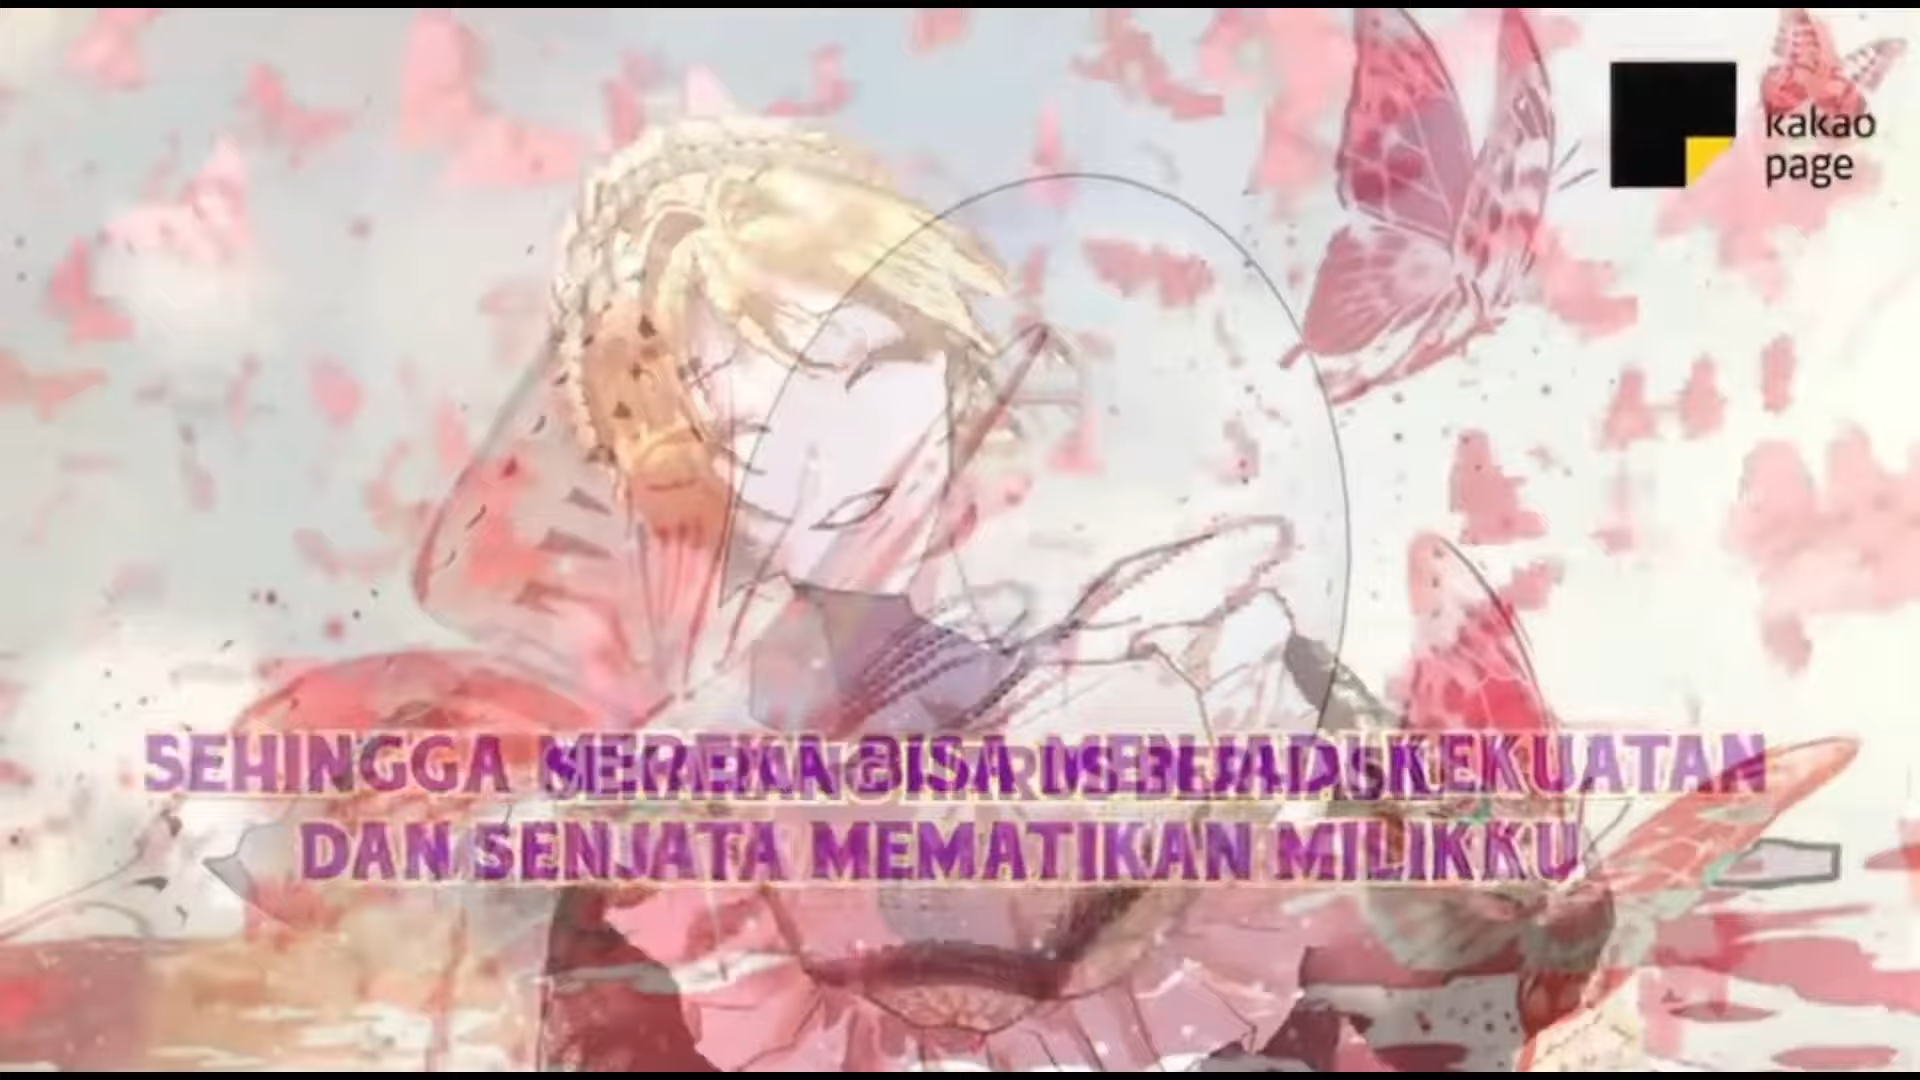 kakao
page
SEHINGGA MEREKA BISA MENJADI KEKUATAN
DAN SENJATA MEMATIKAN MILIKKU